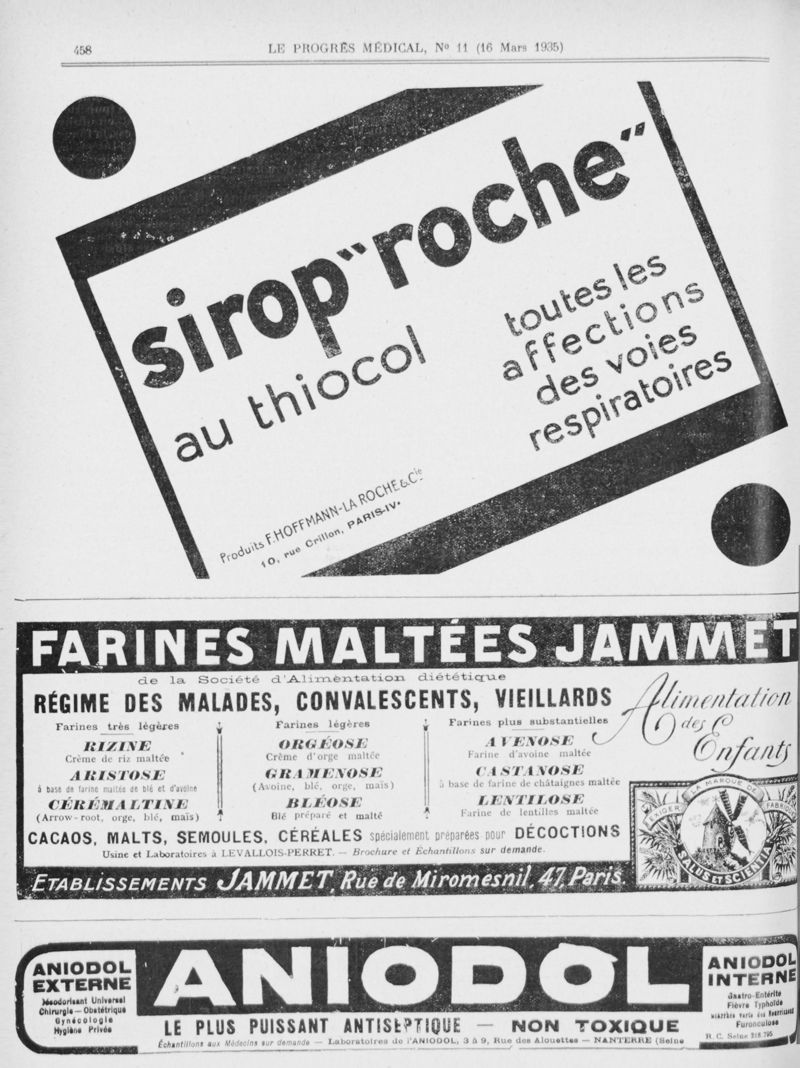 458
LE PROGRÈS MÉDICAL, No 11 (16 Mars 1935)
sirop "roche"
au thiocol
toutes les
affections
des voies
respiratoires
Produits F. HOFFMANN-LA ROCHE & Cie
10, rue Crillon, PARIS-IV•
FARINES MALTÉES JAMMET
de la Société d'Alimentation diététique
RÉGIME DES MALADES, CONVALESCENTS, VIEILLARDS
Alimentation
des
Enfants
Farines très légères
RIZINE
Crème de riz maltée
ARISTOSE
à base de farine maltée de blé et d'avoine
CÉRÉMALTINE
(Arrow-root, orge, blé, maïs)
Farines légères
ORGÉOSE
Crème d'orge maltée
GRAMENOSE
(Avoine, blé, orge, maïs)
BLÉOSE
Blé préparé et malté
Farines plus substantielles
AVENOSE
Farine d'avoine maltée
CASTANOSE
à base de farine de châtaignes maltée
LENTILOSE
Farine de lentilles maltée
EXIGER LA MARQUE DE FABRIQUE
SALUS ET SCIENTIA
CACAOS, MALTS, SEMOULES, CÉRÉALES spécialement préparées pour DÉCOCTIONS
Usine et Laboratoires à LEVALLOIS-PERRET. — Brochure et Échantillons sur demande.
ETABLISSEMENTS JAMMET, Rue de Miromesnil, 47, Paris
ANIODOL
EXTERNE
Désodorisant Universel
Chirurgie — Obstétrique
Gynécologie
Hygiène Privée
ANIODOL
LE PLUS PUISSANT ANTISEPTIQUE — NON TOXIQUE
Échantillons aux Médecins sur demande — Laboratoires de l'ANIODOL, 3 à 9, Rue des Alouettes — NANTERRE (Seine
ANIODOL
INTERNE
Gastro-Entérite
Fièvre Typhoïde
Furonculose
R. C. Seine 218.795